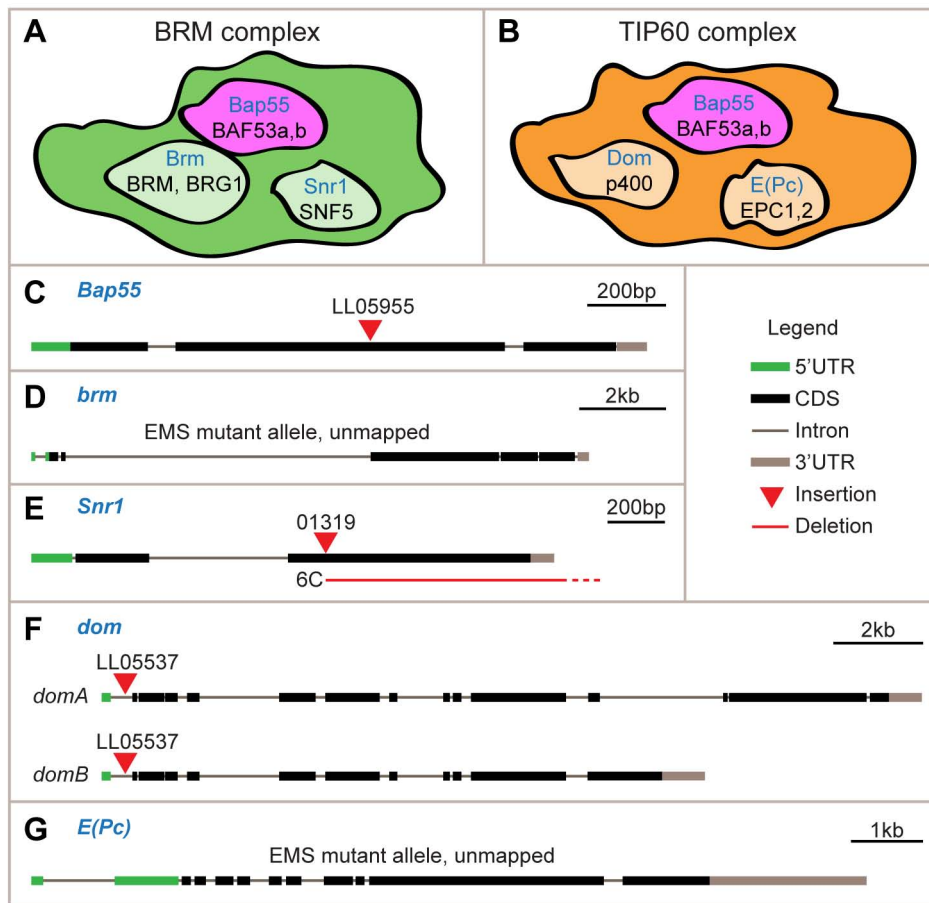 A BRM complex
Bap55
BAF53a,b
Brm
BRM, BRG1
Snr1
SNF5
B TIP60 complex
Bap55
BAF53a,b
Dom
p400
E(Pc)
EPC1,2
C Bap55
200bp
LL05955
D brm
2kb
EMS mutant allele, unmapped
E Snr1
200bp
01319
6C
Legend
5'UTR
CDS
Intron
3'UTR
Insertion
Deletion
F dom
2kb
LL05537
domA
LL05537
domB
G E(Pc)
1kb
EMS mutant allele, unmapped